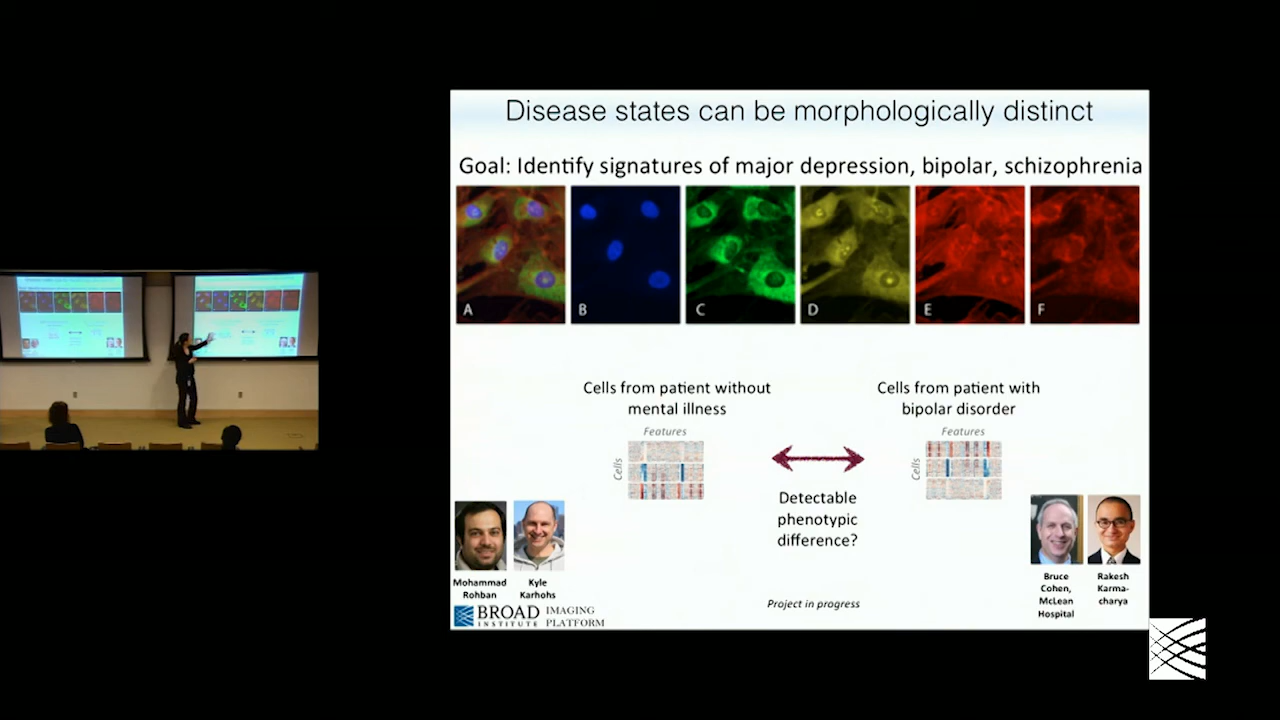 Disease states can be morphologically distinct
Goal: Identify signatures of major depression, bipolar, schizophrenia
A
B
C
D
E
F
Cells from patient without
mental illness
Features
Cells
Cells from patient with
bipolar disorder
Features
Cells
Detectable
phenotypic
difference?
Mohammad
Rohban
Kyle
Karhohs
Bruce
Cohen,
McLean
Hospital
Rakesh
Karma-
charya
Project in progress
BROAD
INSTITUTE
IMAGING
PLATFORM